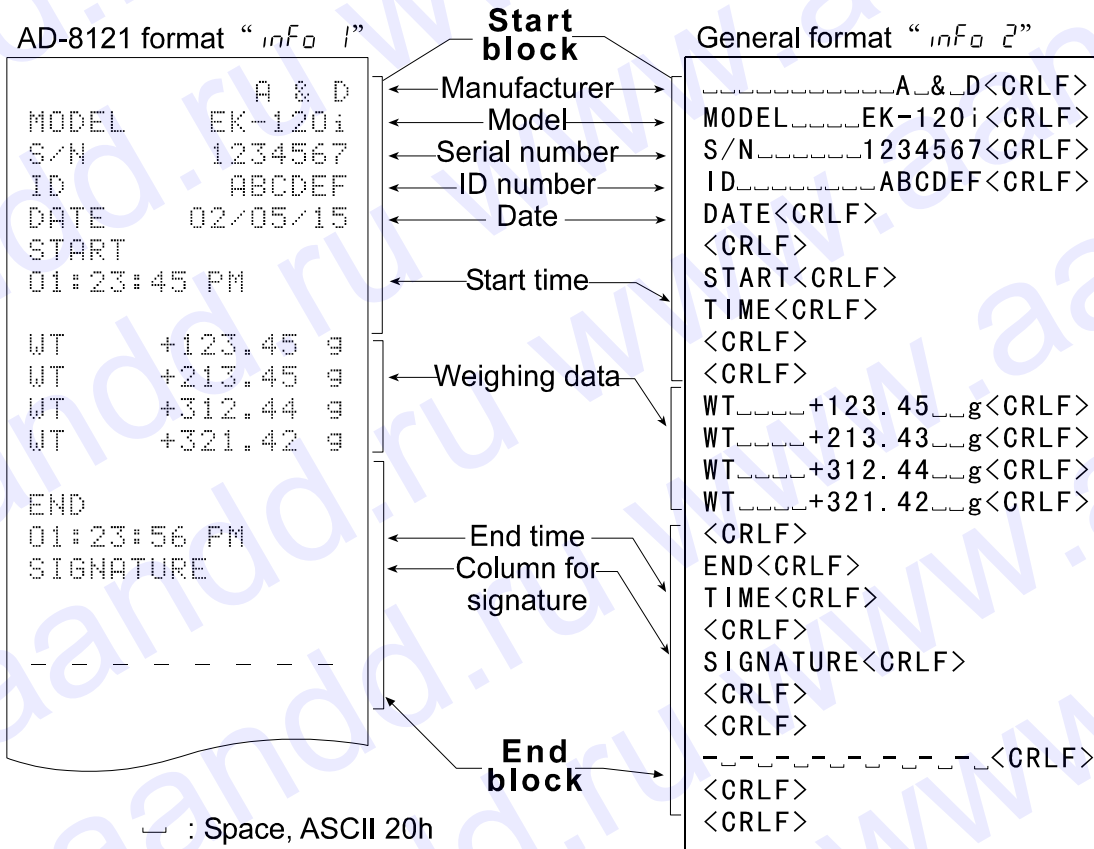 AD-8121 format “ inFo 1”
A & D
MODEL EK-120i
S/N 1234567
ID ABCDEF
DATE 02/05/15
START
01:23:45 PM
WT +123.45 g
WT +213.45 g
WT +312.44 g
WT +321.42 g
END
01:23:56 PM
SIGNATURE
_ _ _ _ _ _ _ _
␣ : Space, ASCII 20h
Start
block
Manufacturer
Model
Serial number
ID number
Date
Start time
Weighing data
End time
Column for
signature
End
block
General format “ inFo 2”
␣␣␣␣␣␣␣␣␣␣␣A␣&␣D<CRLF>
MODEL␣␣␣␣EK-120i<CRLF>
S/N␣␣␣␣␣␣1234567<CRLF>
ID␣␣␣␣␣␣␣␣ABCDEF<CRLF>
DATE<CRLF>
<CRLF>
START<CRLF>
TIME<CRLF>
<CRLF>
<CRLF>
WT␣␣␣␣+123.45␣␣g<CRLF>
WT␣␣␣␣+213.43␣␣g<CRLF>
WT␣␣␣␣+312.44␣␣g<CRLF>
WT␣␣␣␣+321.42␣␣g<CRLF>
<CRLF>
END<CRLF>
TIME<CRLF>
<CRLF>
SIGNATURE<CRLF>
<CRLF>
<CRLF>
-␣-␣-␣-␣-␣-␣-␣-␣<CRLF>
<CRLF>
<CRLF>